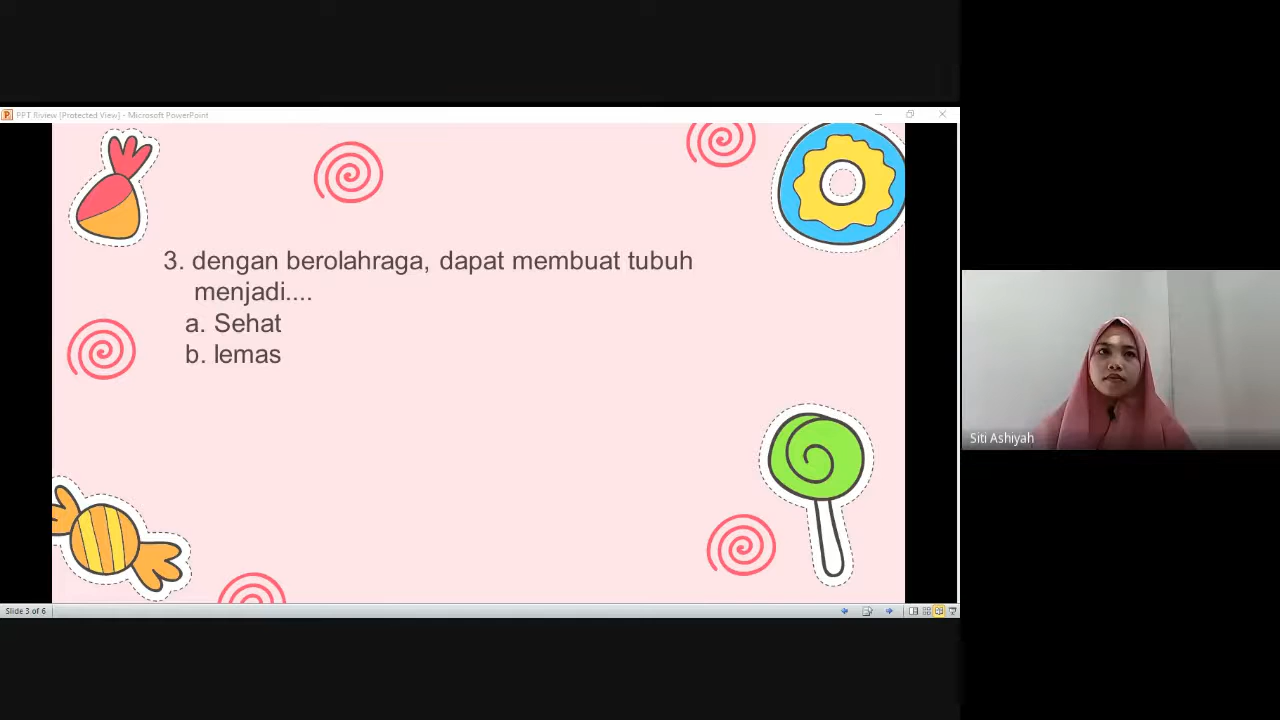 PPT Riview [Protected View] - Microsoft PowerPoint
3. dengan berolahraga, dapat membuat tubuh
menjadi....
a. Sehat
b. lemas
Siti Ashiyah
Slide 3 of 6